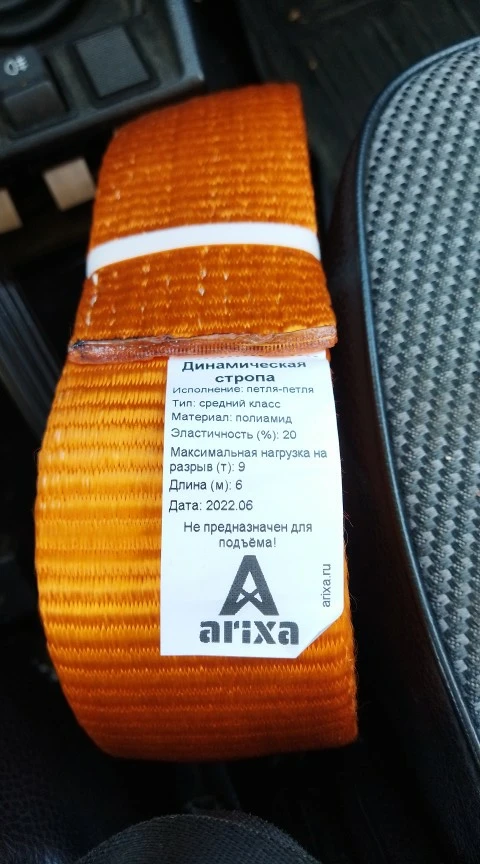 Динамическая
стропа
Исполнение: петля-петля
Тип: средний класс
Материал: полиамид
Эластичность (%): 20
Максимальная нагрузка на
разрыв (т): 9
Длина (м): 6
Дата: 2022.06
Не предназначен для
подъёма!
arixa
arixa.ru